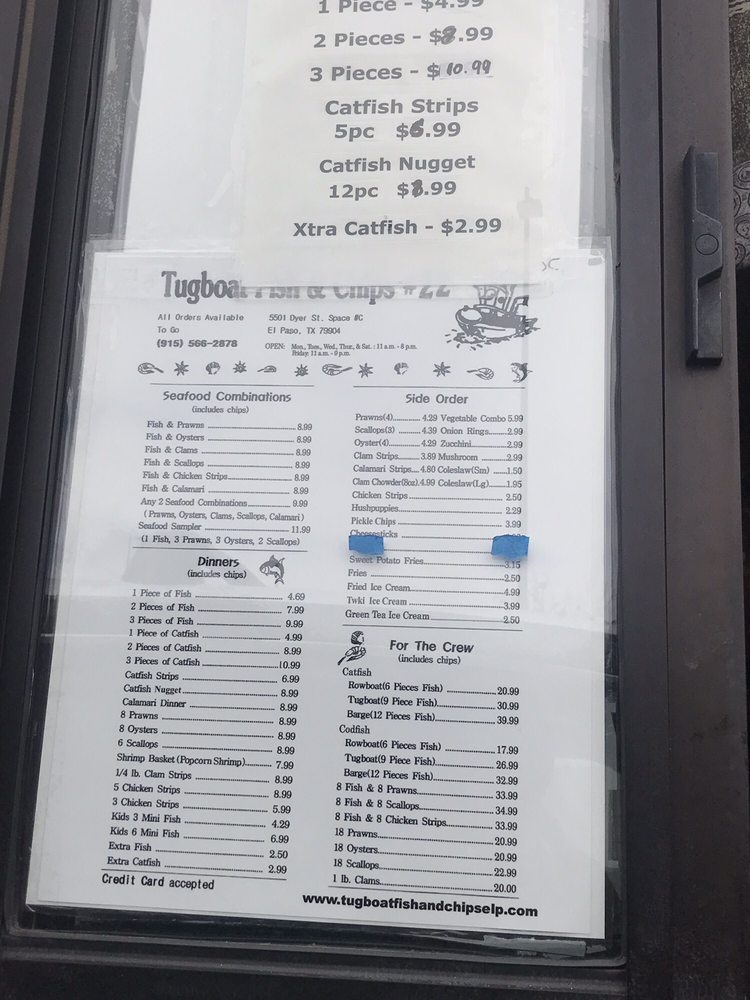 1 Piece - $4.99
2 Pieces - $8.99
3 Pieces - $10.99
Catfish Strips
5pc $6.99
Catfish Nugget
12pc $8.99
Xtra Catfish - $2.99
Tugboat Fish & Chips #22
All Orders Available
To Go
(915) 566-2878
5501 Dyer St. Space #C
El Paso, TX 79904
OPEN: Mon., Tues., Wed., Thur., & Sat. : 11 a.m. - 8 p.m.
Friday: 11 a.m. - 9 p.m.
Seafood Combinations
(includes chips)
Fish & Prawns 8.99
Fish & Oysters 8.99
Fish & Clams 8.99
Fish & Scallops 8.99
Fish & Chicken Strips 8.99
Fish & Calamari 8.99
Any 2 Seafood Combinations 9.99
(Prawns, Oysters, Clams, Scallops, Calamari)
Seafood Sampler 11.99
(1 Fish, 3 Prawns, 3 Oysters, 2 Scallops)
Dinners
(includes chips)
1 Piece of Fish 4.69
2 Pieces of Fish 7.99
3 Pieces of Fish 9.99
1 Piece of Catfish 4.99
2 Pieces of Catfish 8.99
3 Pieces of Catfish 10.99
Catfish Strips 6.99
Catfish Nugget 8.99
Calamari Dinner 8.99
8 Prawns 8.99
8 Oysters 8.99
6 Scallops 8.99
Shrimp Basket (Popcorn Shrimp) 7.99
1/4 lb. Clam Strips 8.99
5 Chicken Strips 8.99
3 Chicken Strips 5.99
Kids 3 Mini Fish 4.29
Kids 6 Mini Fish 6.99
Extra Fish 2.50
Extra Catfish 2.99
Credit Card accepted
Side Order
Prawns(4) 4.29 Vegetable Combo 5.99
Scallops(3) 4.39 Onion Rings 2.99
Oyster(4) 4.29 Zucchini 2.99
Clam Strips 3.89 Mushroom 2.99
Calamari Strips 4.80 Coleslaw(Sm) 1.50
Clam Chowder(8oz) 4.99 Coleslaw(Lg) 1.95
Chicken Strips 2.50
Hushpuppies 2.29
Pickle Chips 3.99
Cheesesticks
Sweet Potato Fries 3.15
Fries 2.50
Fried Ice Cream 4.99
Twki Ice Cream 3.99
Green Tea Ice Cream 2.50
For The Crew
(includes chips)
Catfish
Rowboat(6 Pieces Fish) 20.99
Tugboat(9 Piece Fish) 30.99
Barge(12 Pieces Fish) 39.99
Codfish
Rowboat(6 Pieces Fish) 17.99
Tugboat(9 Piece Fish) 26.99
Barge(12 Pieces Fish) 32.99
8 Fish & 8 Prawns 33.99
8 Fish & 8 Scallops 34.99
8 Fish & 8 Chicken Strips 33.99
18 Prawns 20.99
18 Oysters 20.99
18 Scallops 22.99
1 lb. Clams 20.00
www.tugboatfishandchipselp.com